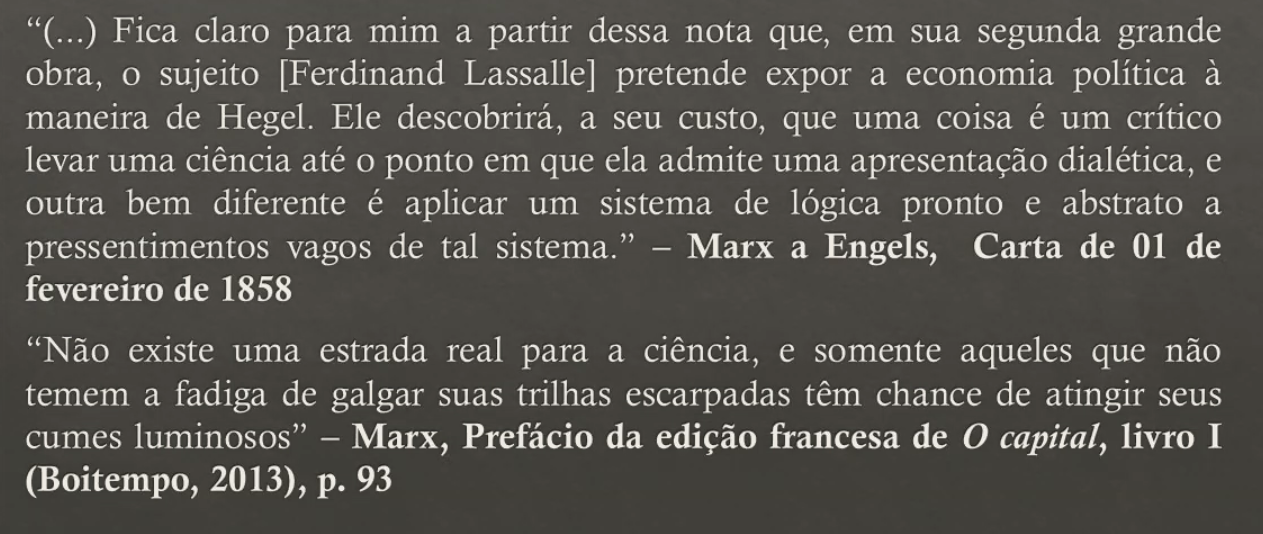 “(...) Fica claro para mim a partir dessa nota que, em sua segunda grande
obra, o sujeito [Ferdinand Lassalle] pretende expor a economia política à
maneira de Hegel. Ele descobrirá, a seu custo, que uma coisa é um crítico
levar uma ciência até o ponto em que ela admite uma apresentação dialética, e
outra bem diferente é aplicar um sistema de lógica pronto e abstrato a
pressentimentos vagos de tal sistema.” – Marx a Engels, Carta de 01 de
fevereiro de 1858
“Não existe uma estrada real para a ciência, e somente aqueles que não
temem a fadiga de galgar suas trilhas escarpadas têm chance de atingir seus
cumes luminosos” – Marx, Prefácio da edição francesa de O capital, livro I
(Boitempo, 2013), p. 93